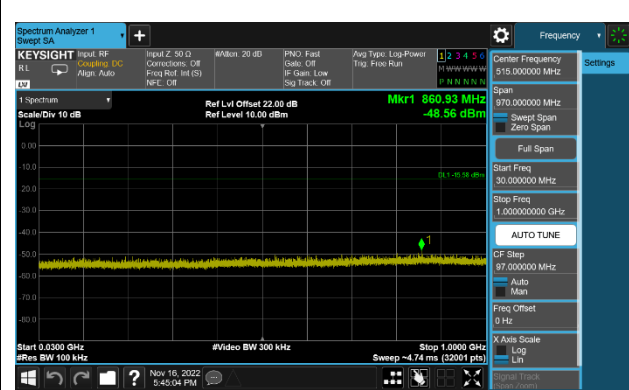 Spectrum Analyzer 1
Swept SA
Frequency
KEYSIGHT Input: RF Input Z: 50 Ω #Atten: 20 dB PNO: Fast Avg Type: Log-Power 1 2 3 4 5 6
RL Coupling: DC Corrections: Off Gate: Off Trig: Free Run M W W W W W
Align: Auto Freq Ref: Int (S) IF Gain: Low
NFE: Off Sig Track: Off P N N N N N
1 Spectrum
Scale/Div 10 dB
Log
Ref Lvl Offset 22.00 dB
Ref Level 10.00 dBm
Mkr1 860.93 MHz
-48.56 dBm
0.00
-10.0
-20.0
-30.0
-40.0
-50.0
-60.0
-70.0
-80.0
DL1 -15.58 dBm
1
Start 0.0300 GHz #Video BW 300 kHz Stop 1.0000 GHz
#Res BW 100 kHz Sweep ~4.74 ms (32001 pts)
Center Frequency
515.000000 MHz
Settings
Span
970.000000 MHz
Swept Span
Zero Span
Full Span
Start Freq
30.000000 MHz
Stop Freq
1.000000000 GHz
AUTO TUNE
CF Step
97.000000 MHz
Auto
Man
Freq Offset
0 Hz
X Axis Scale
Log
Lin
Signal Track
(Span Zoom)
Nov 16, 2022
5:45:04 PM